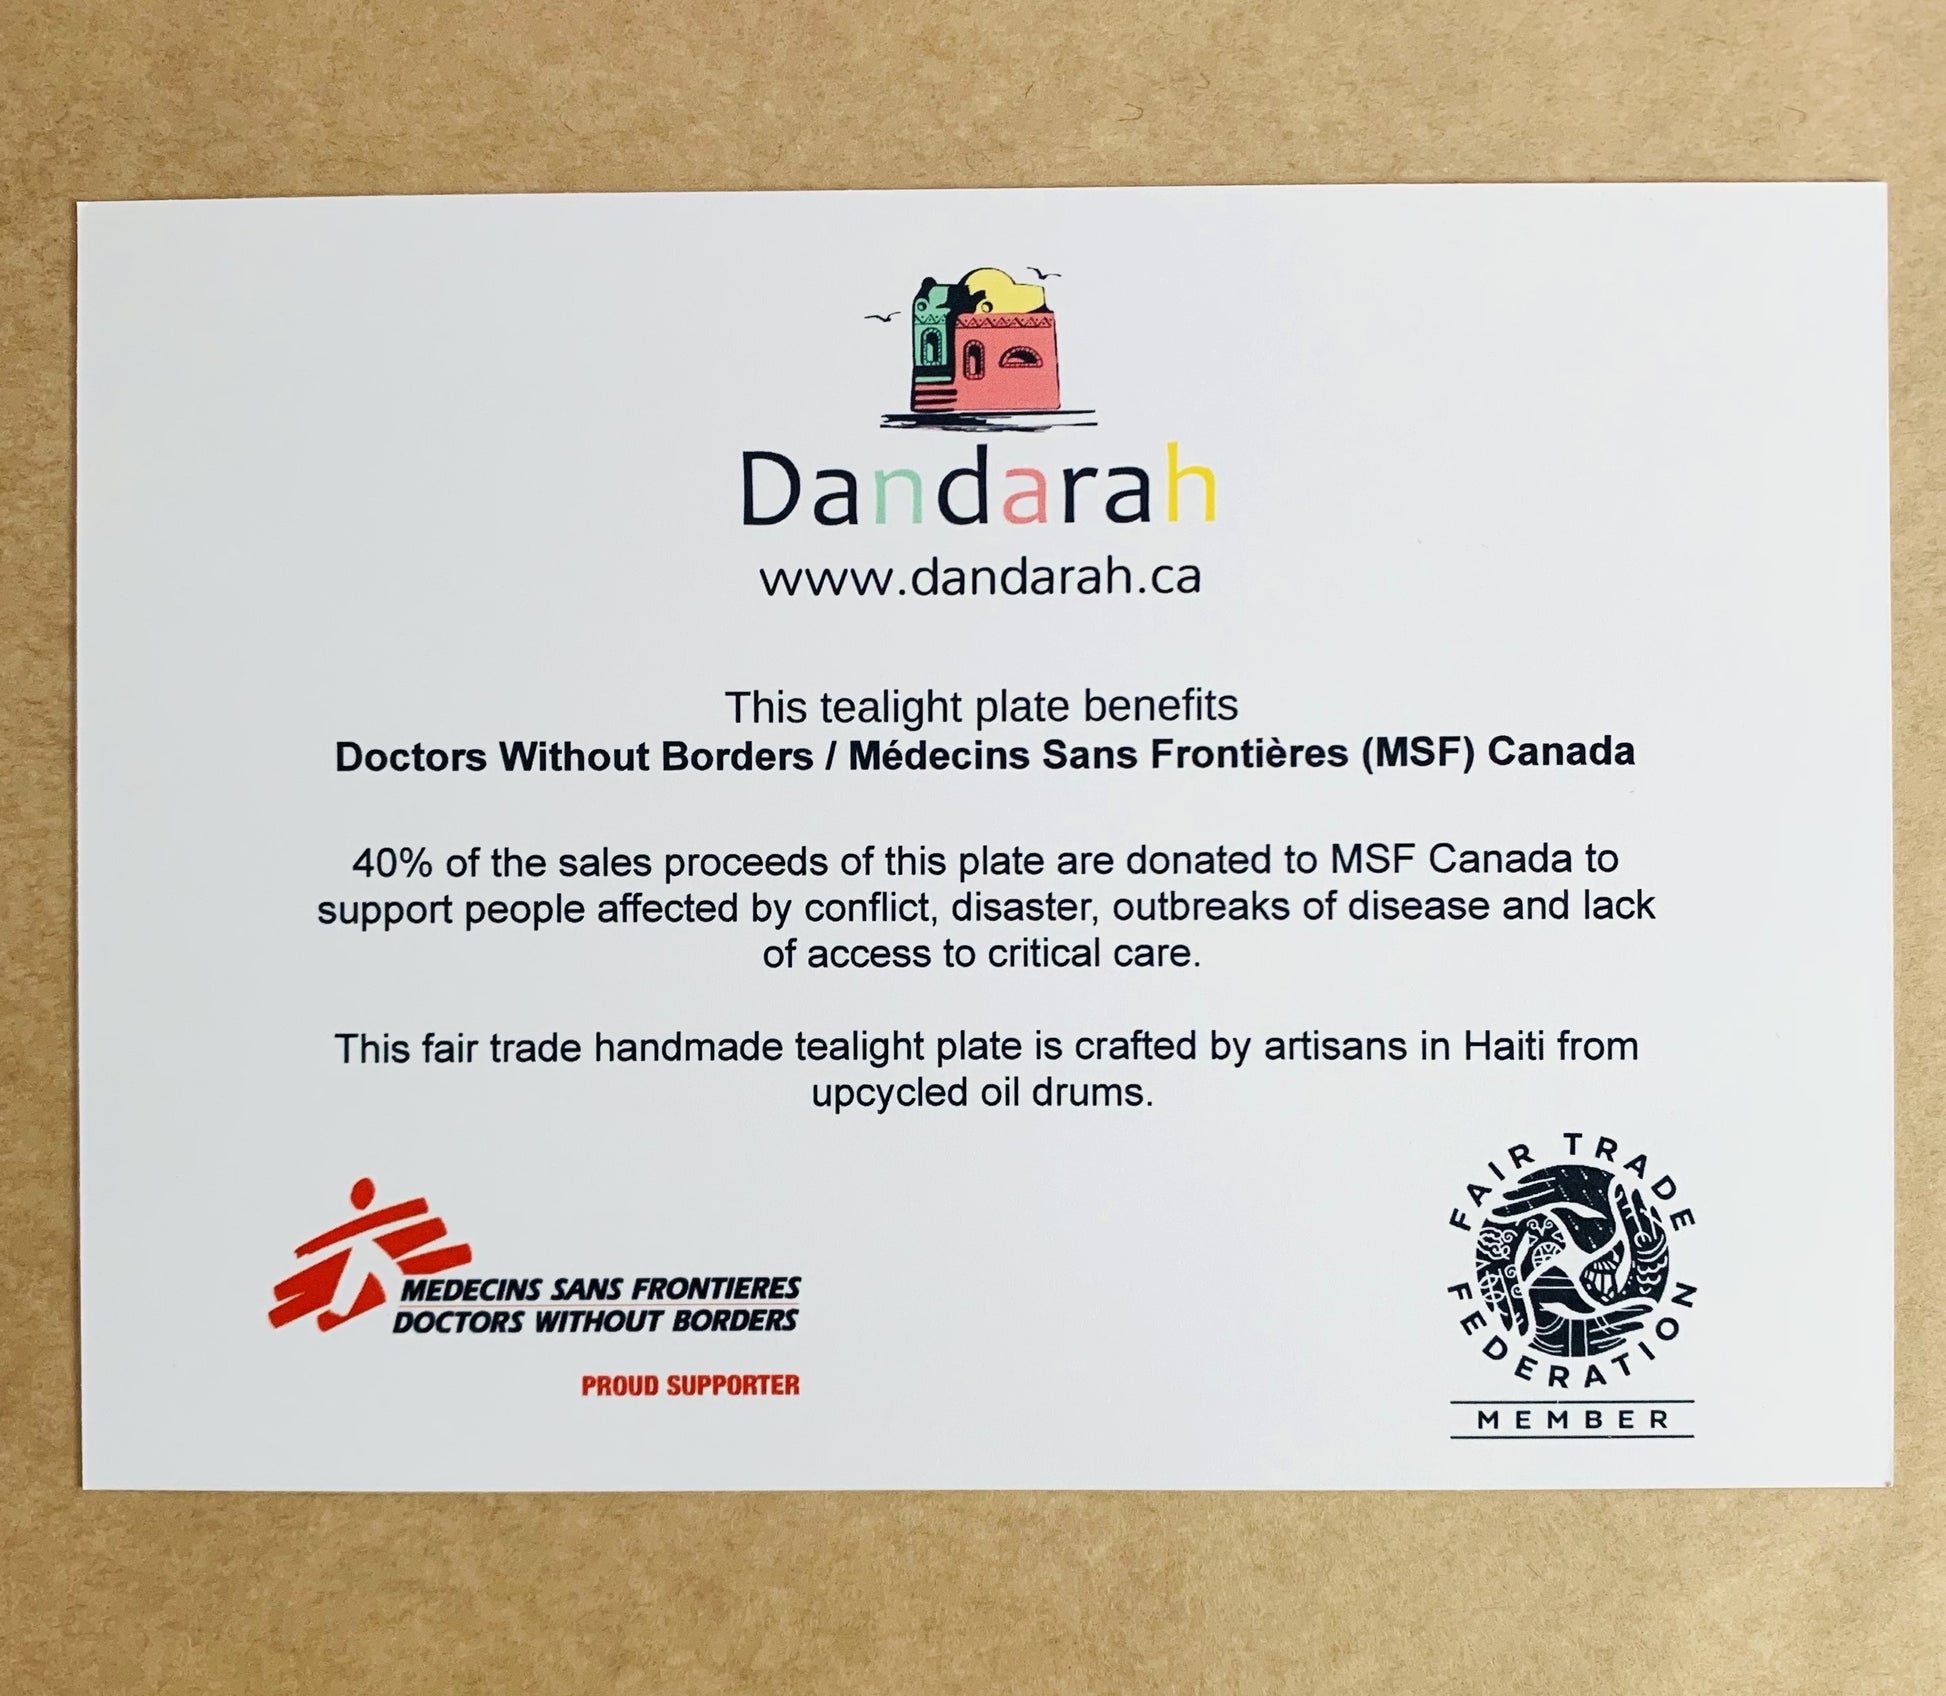 Dandarah
www.dandarah.ca
This tealight plate benefits
Doctors Without Borders / Médecins Sans Frontières (MSF) Canada
40% of the sales proceeds of this plate are donated to MSF Canada to
support people affected by conflict, disaster, outbreaks of disease and lack
of access to critical care.
This fair trade handmade tealight plate is crafted by artisans in Haiti from
upcycled oil drums.
MEDECINS SANS FRONTIERES
DOCTORS WITHOUT BORDERS
PROUD SUPPORTER
FAIR TRADE
FEDERATION
MEMBER